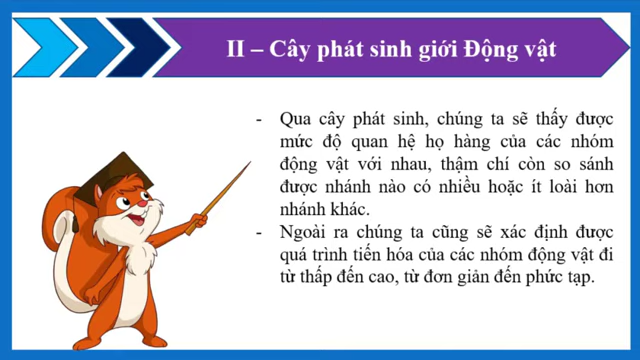 II – Cây phát sinh giới Động vật
- Qua cây phát sinh, chúng ta sẽ thấy được
mức độ quan hệ họ hàng của các nhóm
động vật với nhau, thậm chí còn so sánh
được nhánh nào có nhiều hoặc ít loài hơn
nhánh khác.
- Ngoài ra chúng ta cũng sẽ xác định được
quá trình tiến hóa của các nhóm động vật đi
từ thấp đến cao, từ đơn giản đến phức tạp.